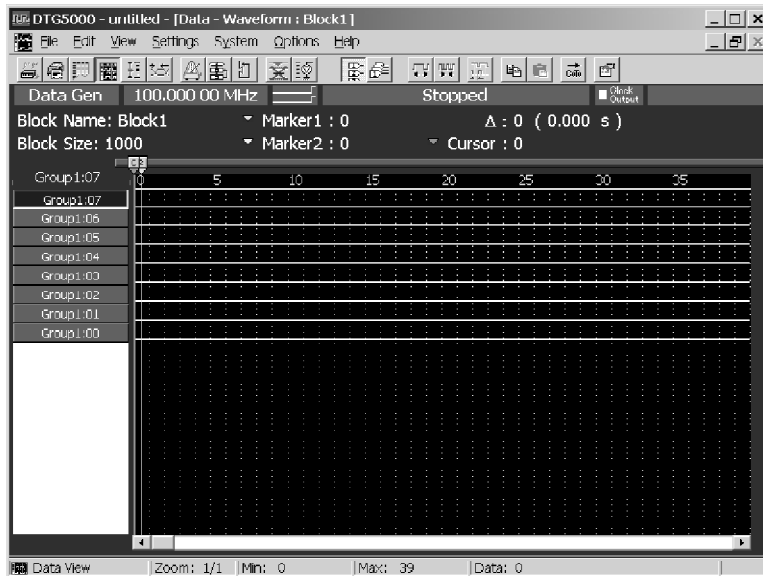 DTG5000 - untitled - [Data - Waveform : Block1]
File Edit View Settings System Options Help
Data Gen 100.000 00 MHz Stopped Clock Output
Block Name: Block1 Marker1 : 0 Δ : 0 ( 0.000 s )
Block Size: 1000 Marker2 : 0 Cursor : 0
Group1:07 0 5 10 15 20 25 30 35
Group1:07
Group1:06
Group1:05
Group1:04
Group1:03
Group1:02
Group1:01
Group1:00
Data View Zoom: 1/1 Min: 0 Max: 39 Data: 0